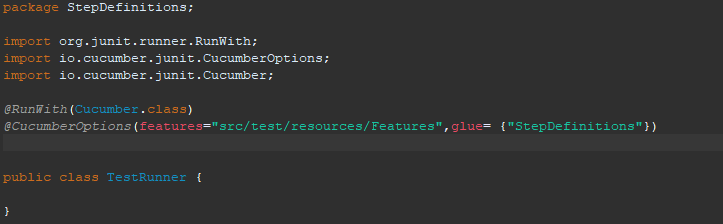 package StepDefinitions;
import org.junit.runner.RunWith;
import io.cucumber.junit.CucumberOptions;
import io.cucumber.junit.Cucumber;
@RunWith(Cucumber.class)
@CucumberOptions(features="src/test/resources/Features",glue= {"StepDefinitions"})
public class TestRunner {
}